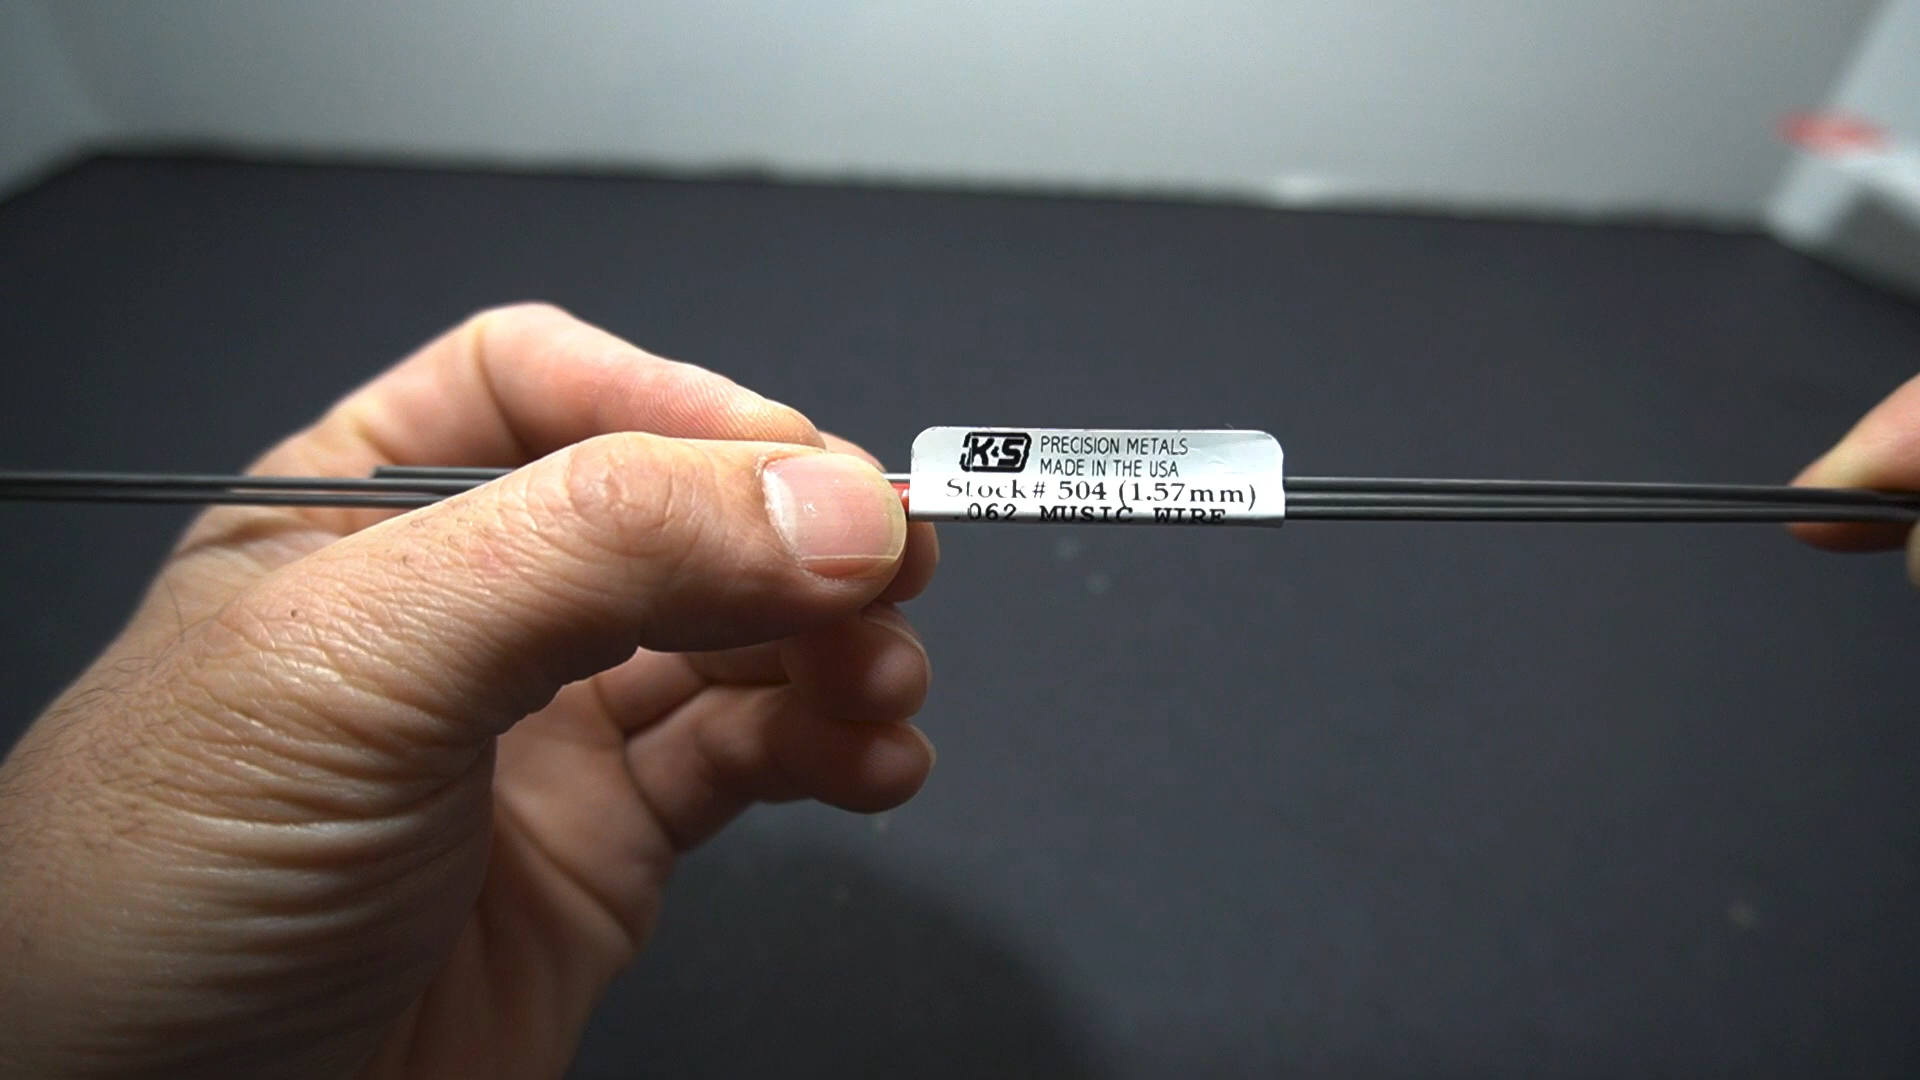 K&S PRECISION METALS
MADE IN THE USA
Stock# 504 (1.57mm)
.062 MUSIC WIRE